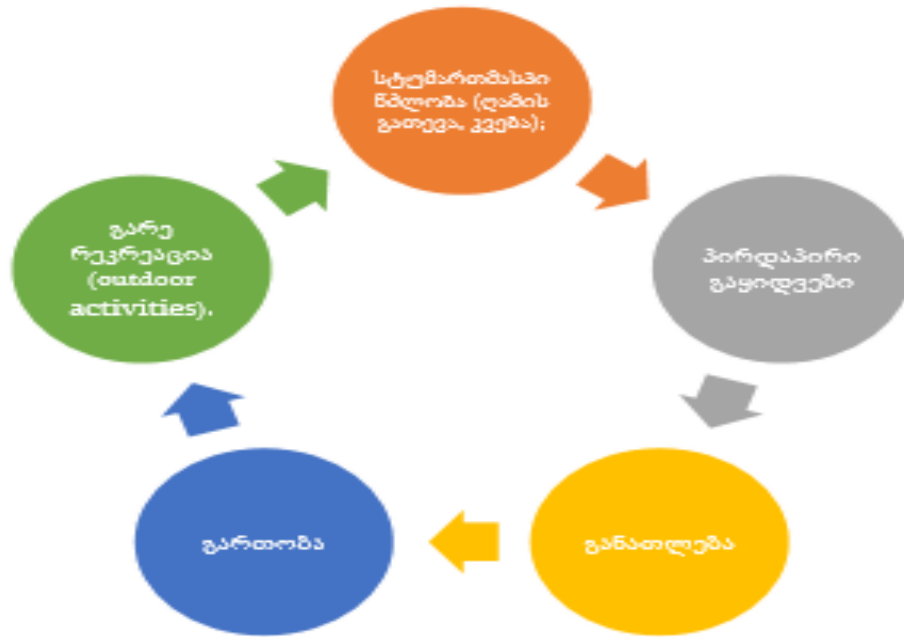 სტუმართმასპი
ნძლობა (ღამის
გათევა, კვება);
პირდაპირი
გაყიდვები
განათლება
გართობა
გარე
რეკრეაცია
(outdoor
activities).